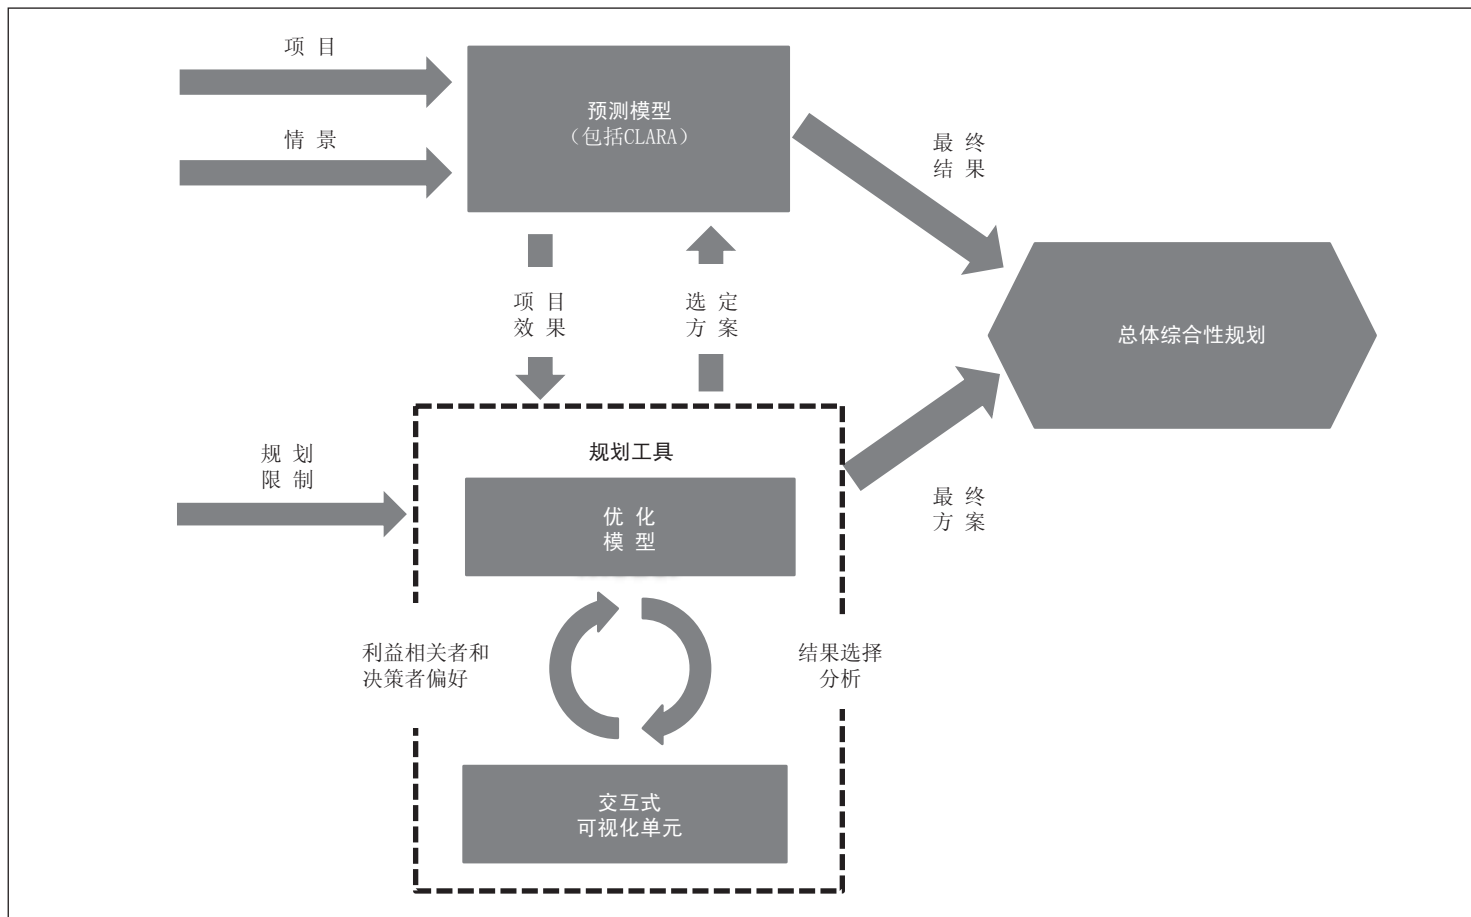 项目
情景
预测模型
（包括CLARA）
最终
结果
项目
效果
选定
方案
总体综合性规划
规划
限制
规划工具
优化
模型
最终
方案
利益相关者和
决策者偏好
结果选择
分析
交互式
可视化单元